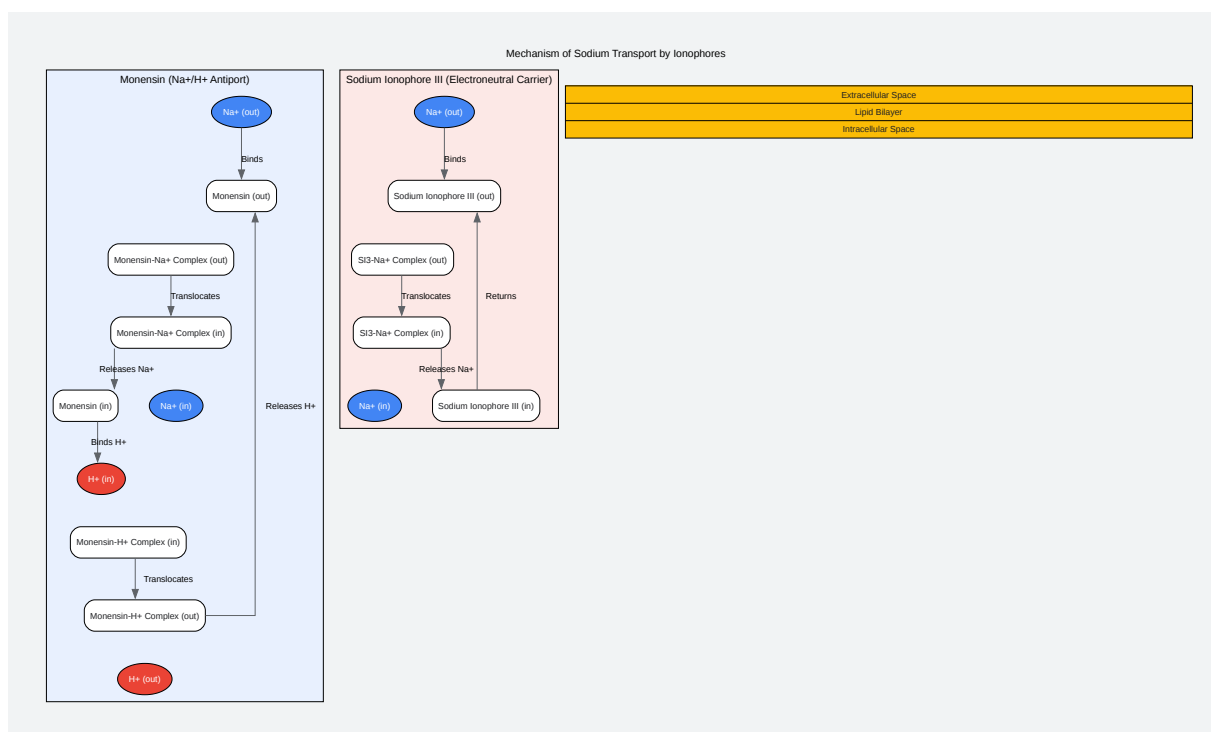 Mechanism of Sodium Transport by Ionophores
Monensin (Na+/H+ Antiport)
Na+ (out)
Binds
Monensin (out)
Monensin-Na+ Complex (out)
Translocates
Monensin-Na+ Complex (in)
Releases Na+
Monensin (in)
Na+ (in)
Releases H+
Binds H+
H+ (in)
Monensin-H+ Complex (in)
Translocates
Monensin-H+ Complex (out)
H+ (out)
Sodium Ionophore III (Electroneutral Carrier)
Na+ (out)
Binds
Sodium Ionophore III (out)
SI3-Na+ Complex (out)
Translocates
Returns
SI3-Na+ Complex (in)
Releases Na+
Na+ (in)
Sodium Ionophore III (in)
Extracellular Space
Lipid Bilayer
Intracellular Space